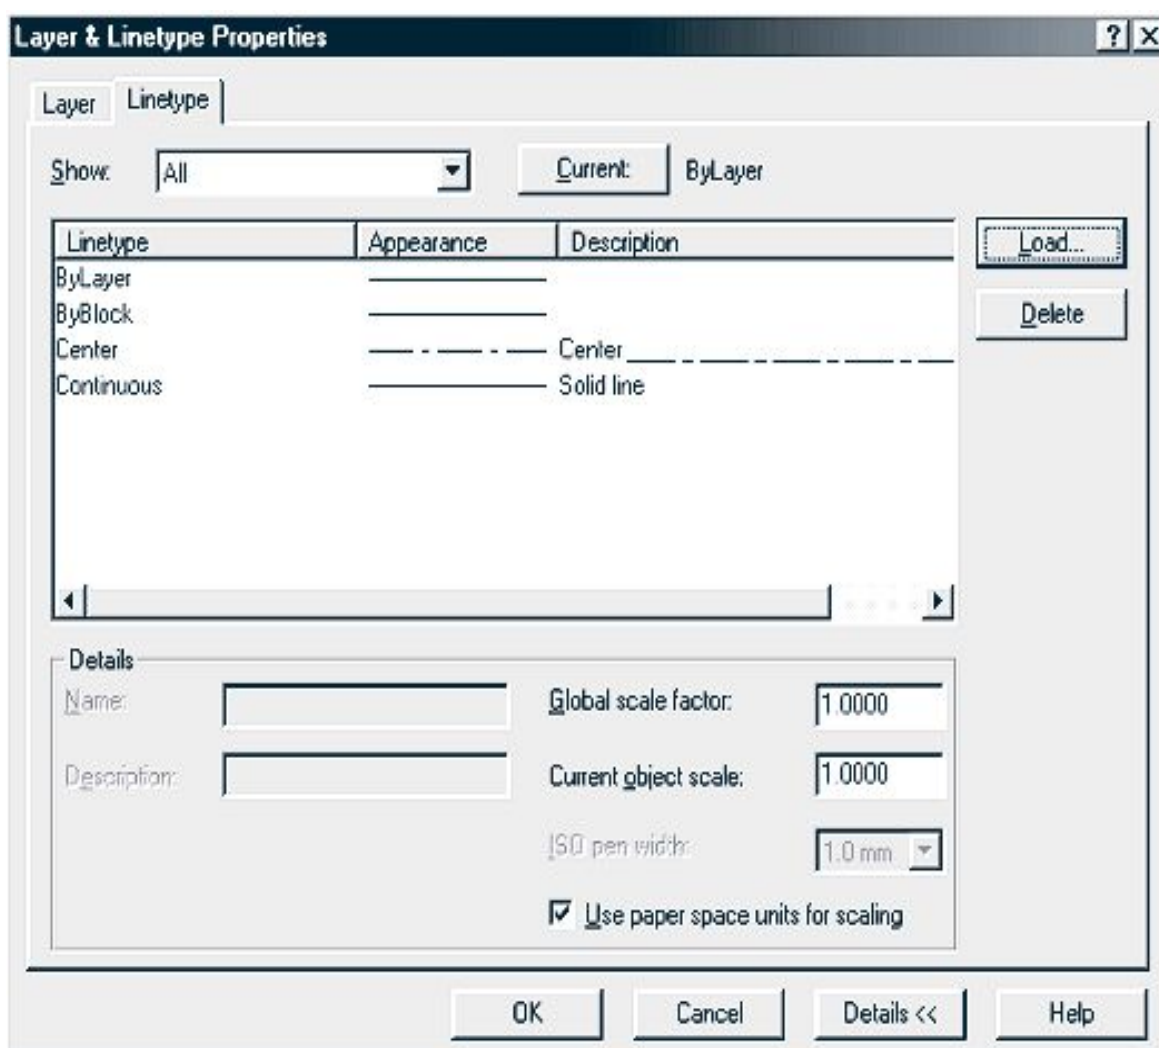 Layer & Linetype Properties ? X
Layer Linetype
Show: All Current: ByLayer
Linetype Appearance Description Load...
ByLayer
ByBlock Delete
Center Center
Continuous Solid line
Details
Name: Global scale factor: 1.0000
Description: Current object scale: 1.0000
ISO pen width: 1.0 mm
Use paper space units for scaling
OK Cancel Details << Help